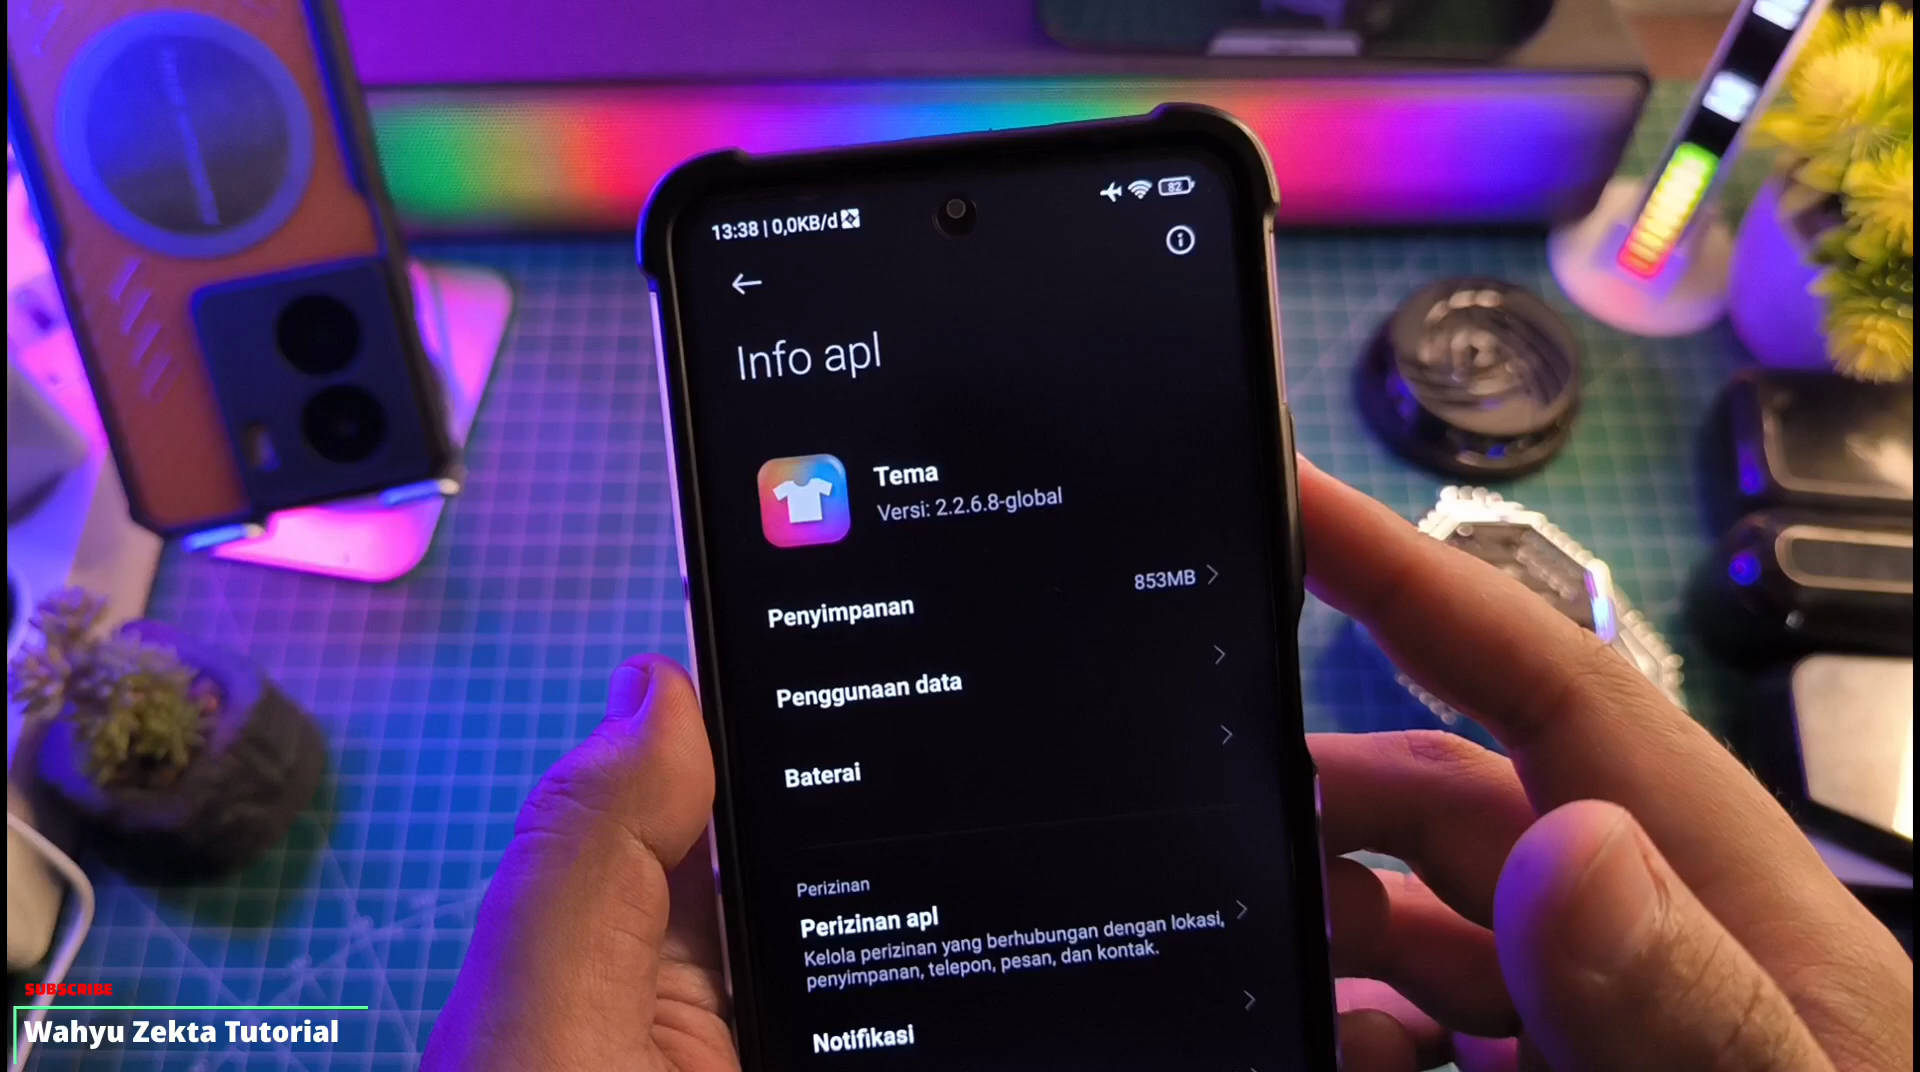 13:38 | 0,0KB/d
82
Info apl
Tema
Versi: 2.2.6.8-global
Penyimpanan
853MB
Penggunaan data
Baterai
Perizinan
Perizinan apl
Kelola perizinan yang berhubungan dengan lokasi,
penyimpanan, telepon, pesan, dan kontak.
Notifikasi
SUBSCRIBE
Wahyu Zekta Tutorial